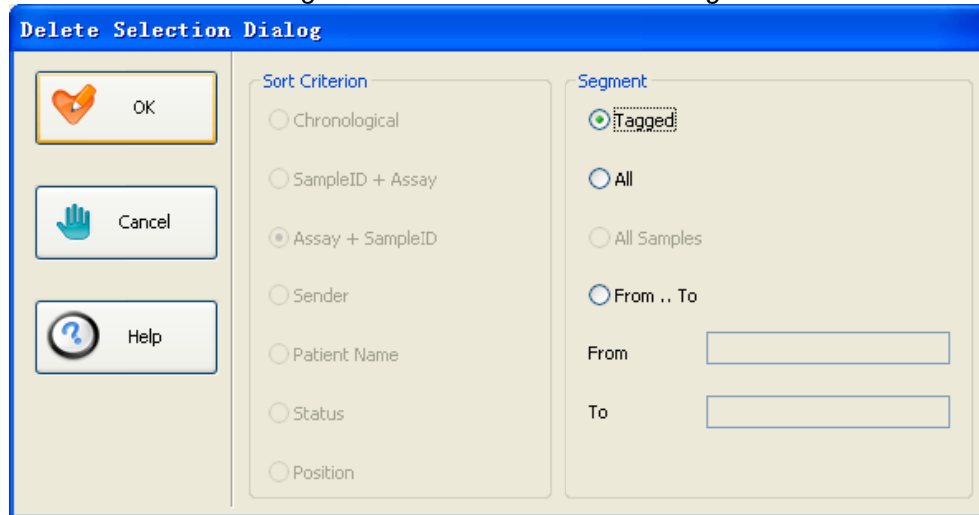 Delete Selection Dialog
OK
Cancel
Help
Sort Criterion
Chronological
SampleID + Assay
Assay + SampleID
Sender
Patient Name
Status
Position
Segment
Tagged
All
All Samples
From .. To
From
To